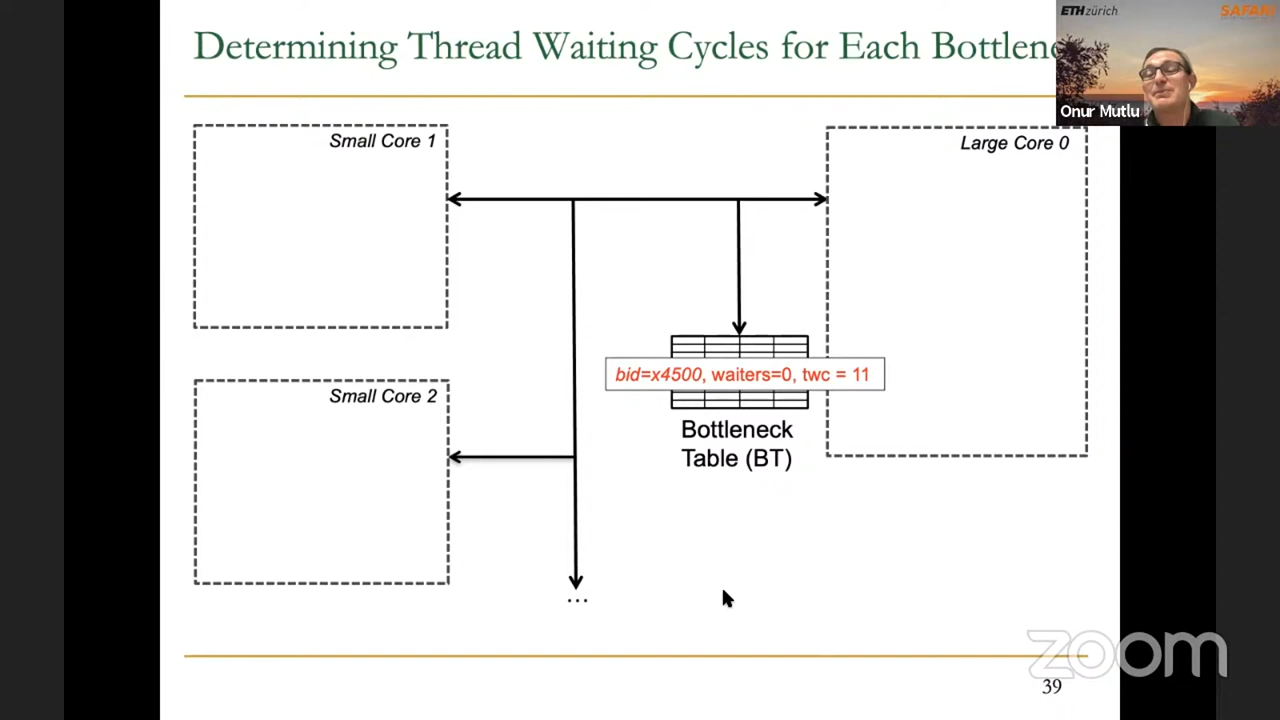 Determining Thread Waiting Cycles for Each Bottlene
ETH zürich
SAFARI
Onur Mutlu
Small Core 1
Large Core 0
bid=x4500, waiters=0, twc = 11
Small Core 2
Bottleneck
Table (BT)
...
zoom
39